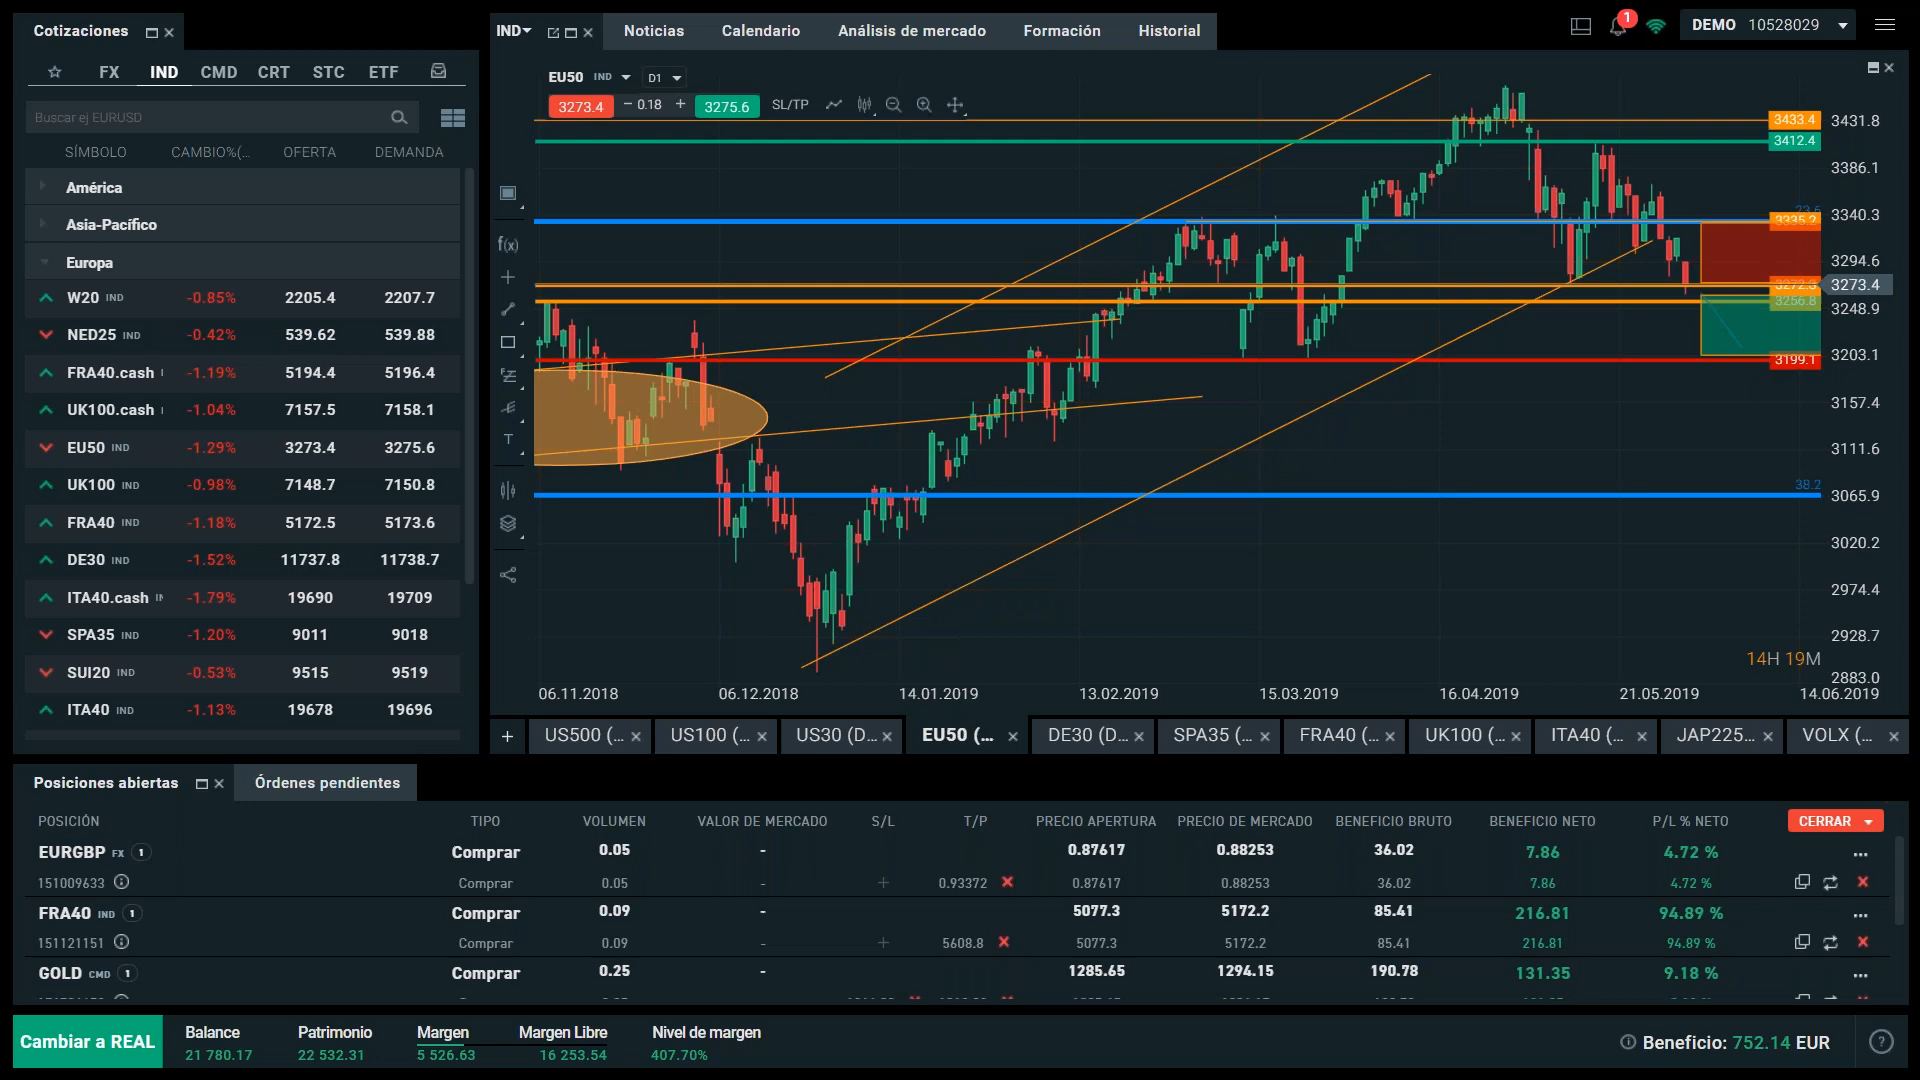 Cotizaciones
FX IND CMD CRT STC ETF
Buscar ej EURUSD
SÍMBOLO CAMBIO%(... OFERTA DEMANDA
América
Asia-Pacífico
Europa
W20 IND -0.85% 2205.4 2207.7
NED25 IND -0.42% 539.62 539.88
FRA40.cash -1.19% 5194.4 5196.4
UK100.cash -1.04% 7157.5 7158.1
EU50 IND -1.29% 3273.4 3275.6
UK100 IND -0.98% 7148.7 7150.8
FRA40 IND -1.18% 5172.5 5173.6
DE30 IND -1.52% 11737.8 11738.7
ITA40.cash -1.79% 19690 19709
SPA35 IND -1.20% 9011 9018
SUI20 IND -0.53% 9515 9519
ITA40 IND -1.13% 19678 19696
IND Noticias Calendario Análisis de mercado Formación Historial
1 DEMO 10528029
EU50 IND D1
3273.4 − 0.18 + 3275.6 SL/TP
f(x)
T
3433.4
3412.4
23.6
3335.2
3272.3
3256.8
3199.1
38.2
3431.8
3386.1
3340.3
3294.6
3273.4
3248.9
3203.1
3157.4
3111.6
3065.9
3020.2
2974.4
2928.7
2883.0
14H 19M
06.11.2018 06.12.2018 14.01.2019 13.02.2019 15.03.2019 16.04.2019 21.05.2019 14.06.2019
+ US500 (... US100 (... US30 (D... EU50 (... DE30 (D... SPA35 (... FRA40 (... UK100 (... ITA40 (... JAP225... VOLX (...
Posiciones abiertas Órdenes pendientes
POSICIÓN TIPO VOLUMEN VALOR DE MERCADO S/L T/P PRECIO APERTURA PRECIO DE MERCADO BENEFICIO BRUTO BENEFICIO NETO P/L % NETO CERRAR
EURGBP FX 1 Comprar 0.05 - 0.87617 0.88253 36.02 7.86 4.72 % ...
151009633 Comprar 0.05 - + 0.93372 0.87617 0.88253 36.02 7.86 4.72 %
FRA40 IND 1 Comprar 0.09 - 5077.3 5172.2 85.41 216.81 94.89 % ...
151121151 Comprar 0.09 - + 5608.8 5077.3 5172.2 85.41 216.81 94.89 %
GOLD CMD 1 Comprar 0.25 - 1285.65 1294.15 190.78 131.35 9.18 % ...
Cambiar a REAL
Balance Patrimonio Margen Margen Libre Nivel de margen
21 780.17 22 532.31 5 526.63 16 253.54 407.70%
Beneficio: 752.14 EUR ?